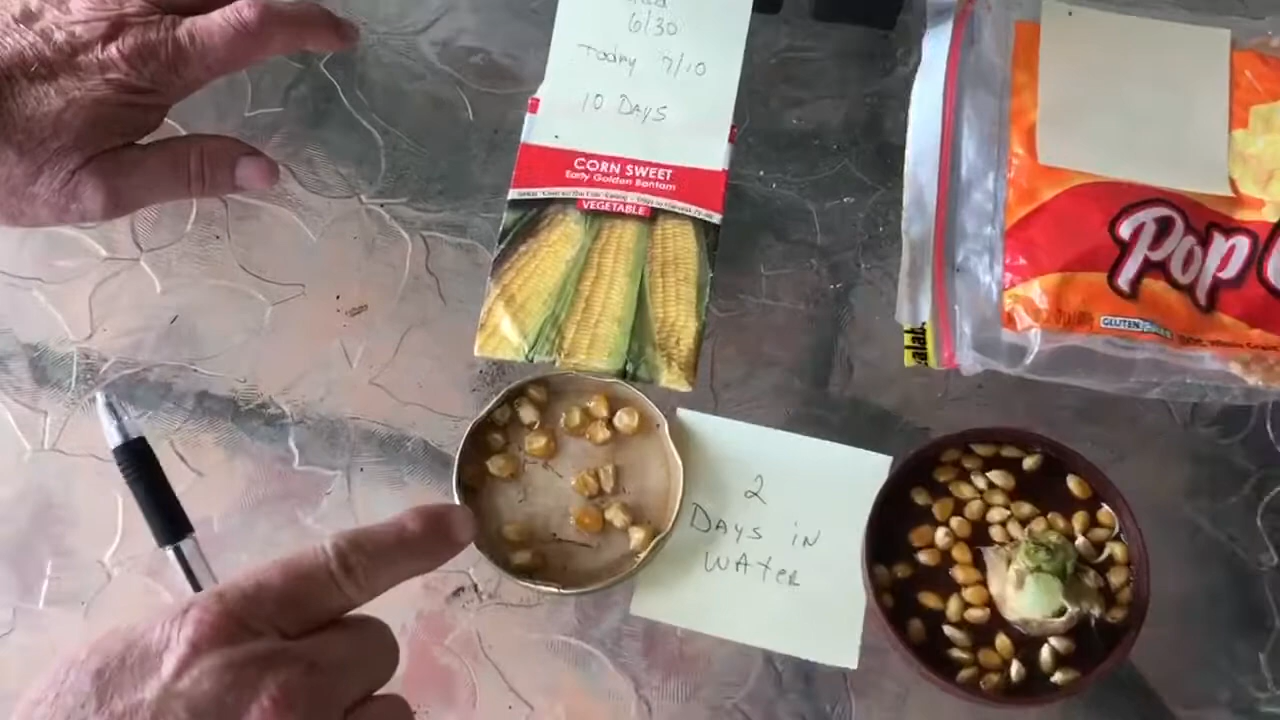 6/30
Today 7/10
10 DAYS
CORN SWEET
Early Golden Bantam
VEGETABLE
Pop
GLUTEN
2
DAYS iN
WATER